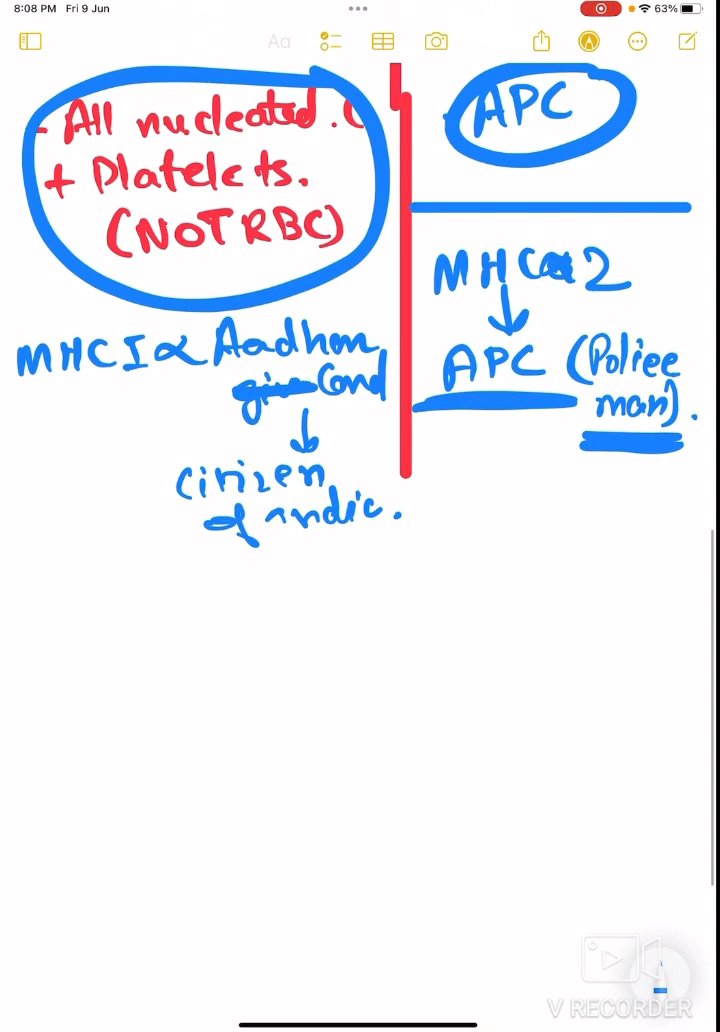 8:08 PM Fri 9 Jun
63%
Aa
- All nucleated. C
+ Platelets.
(NOT RBC)
APC
MHC I α Aadhar
Card
↓
citizen
of India.
MHC 2
↓
APC (Police
man).
V RECORDER